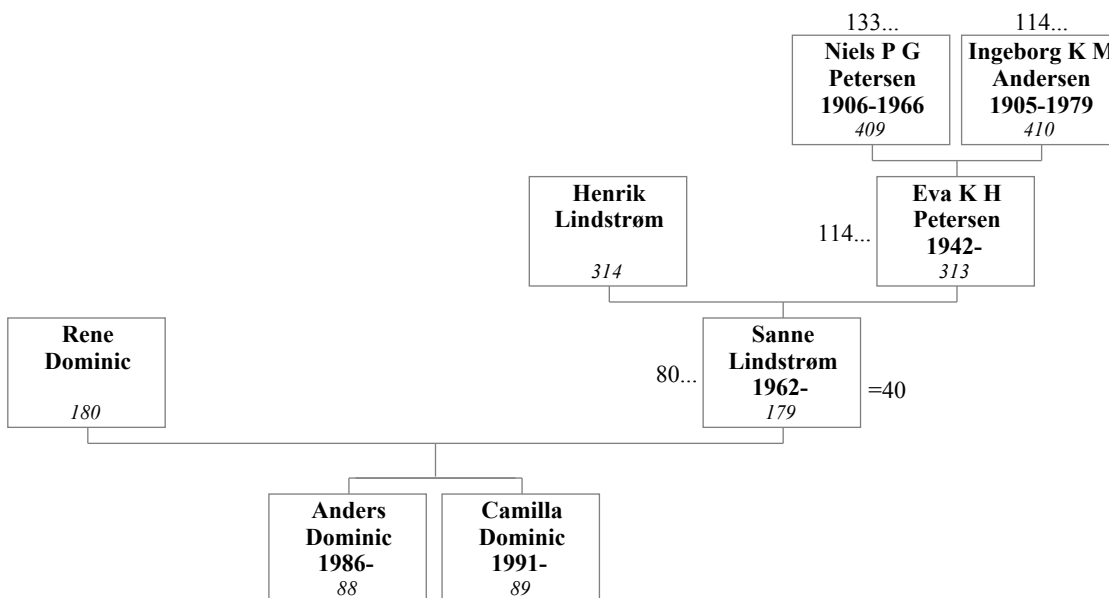 133...
114...
Niels P G
Petersen
1906-1966
409
Ingeborg K M
Andersen
1905-1979
410
Henrik
Lindstrøm
314
114...
Eva K H
Petersen
1942-
313
Rene
Dominic
180
80...
Sanne
Lindstrøm
1962-
179
=40
Anders
Dominic
1986-
88
Camilla
Dominic
1991-
89